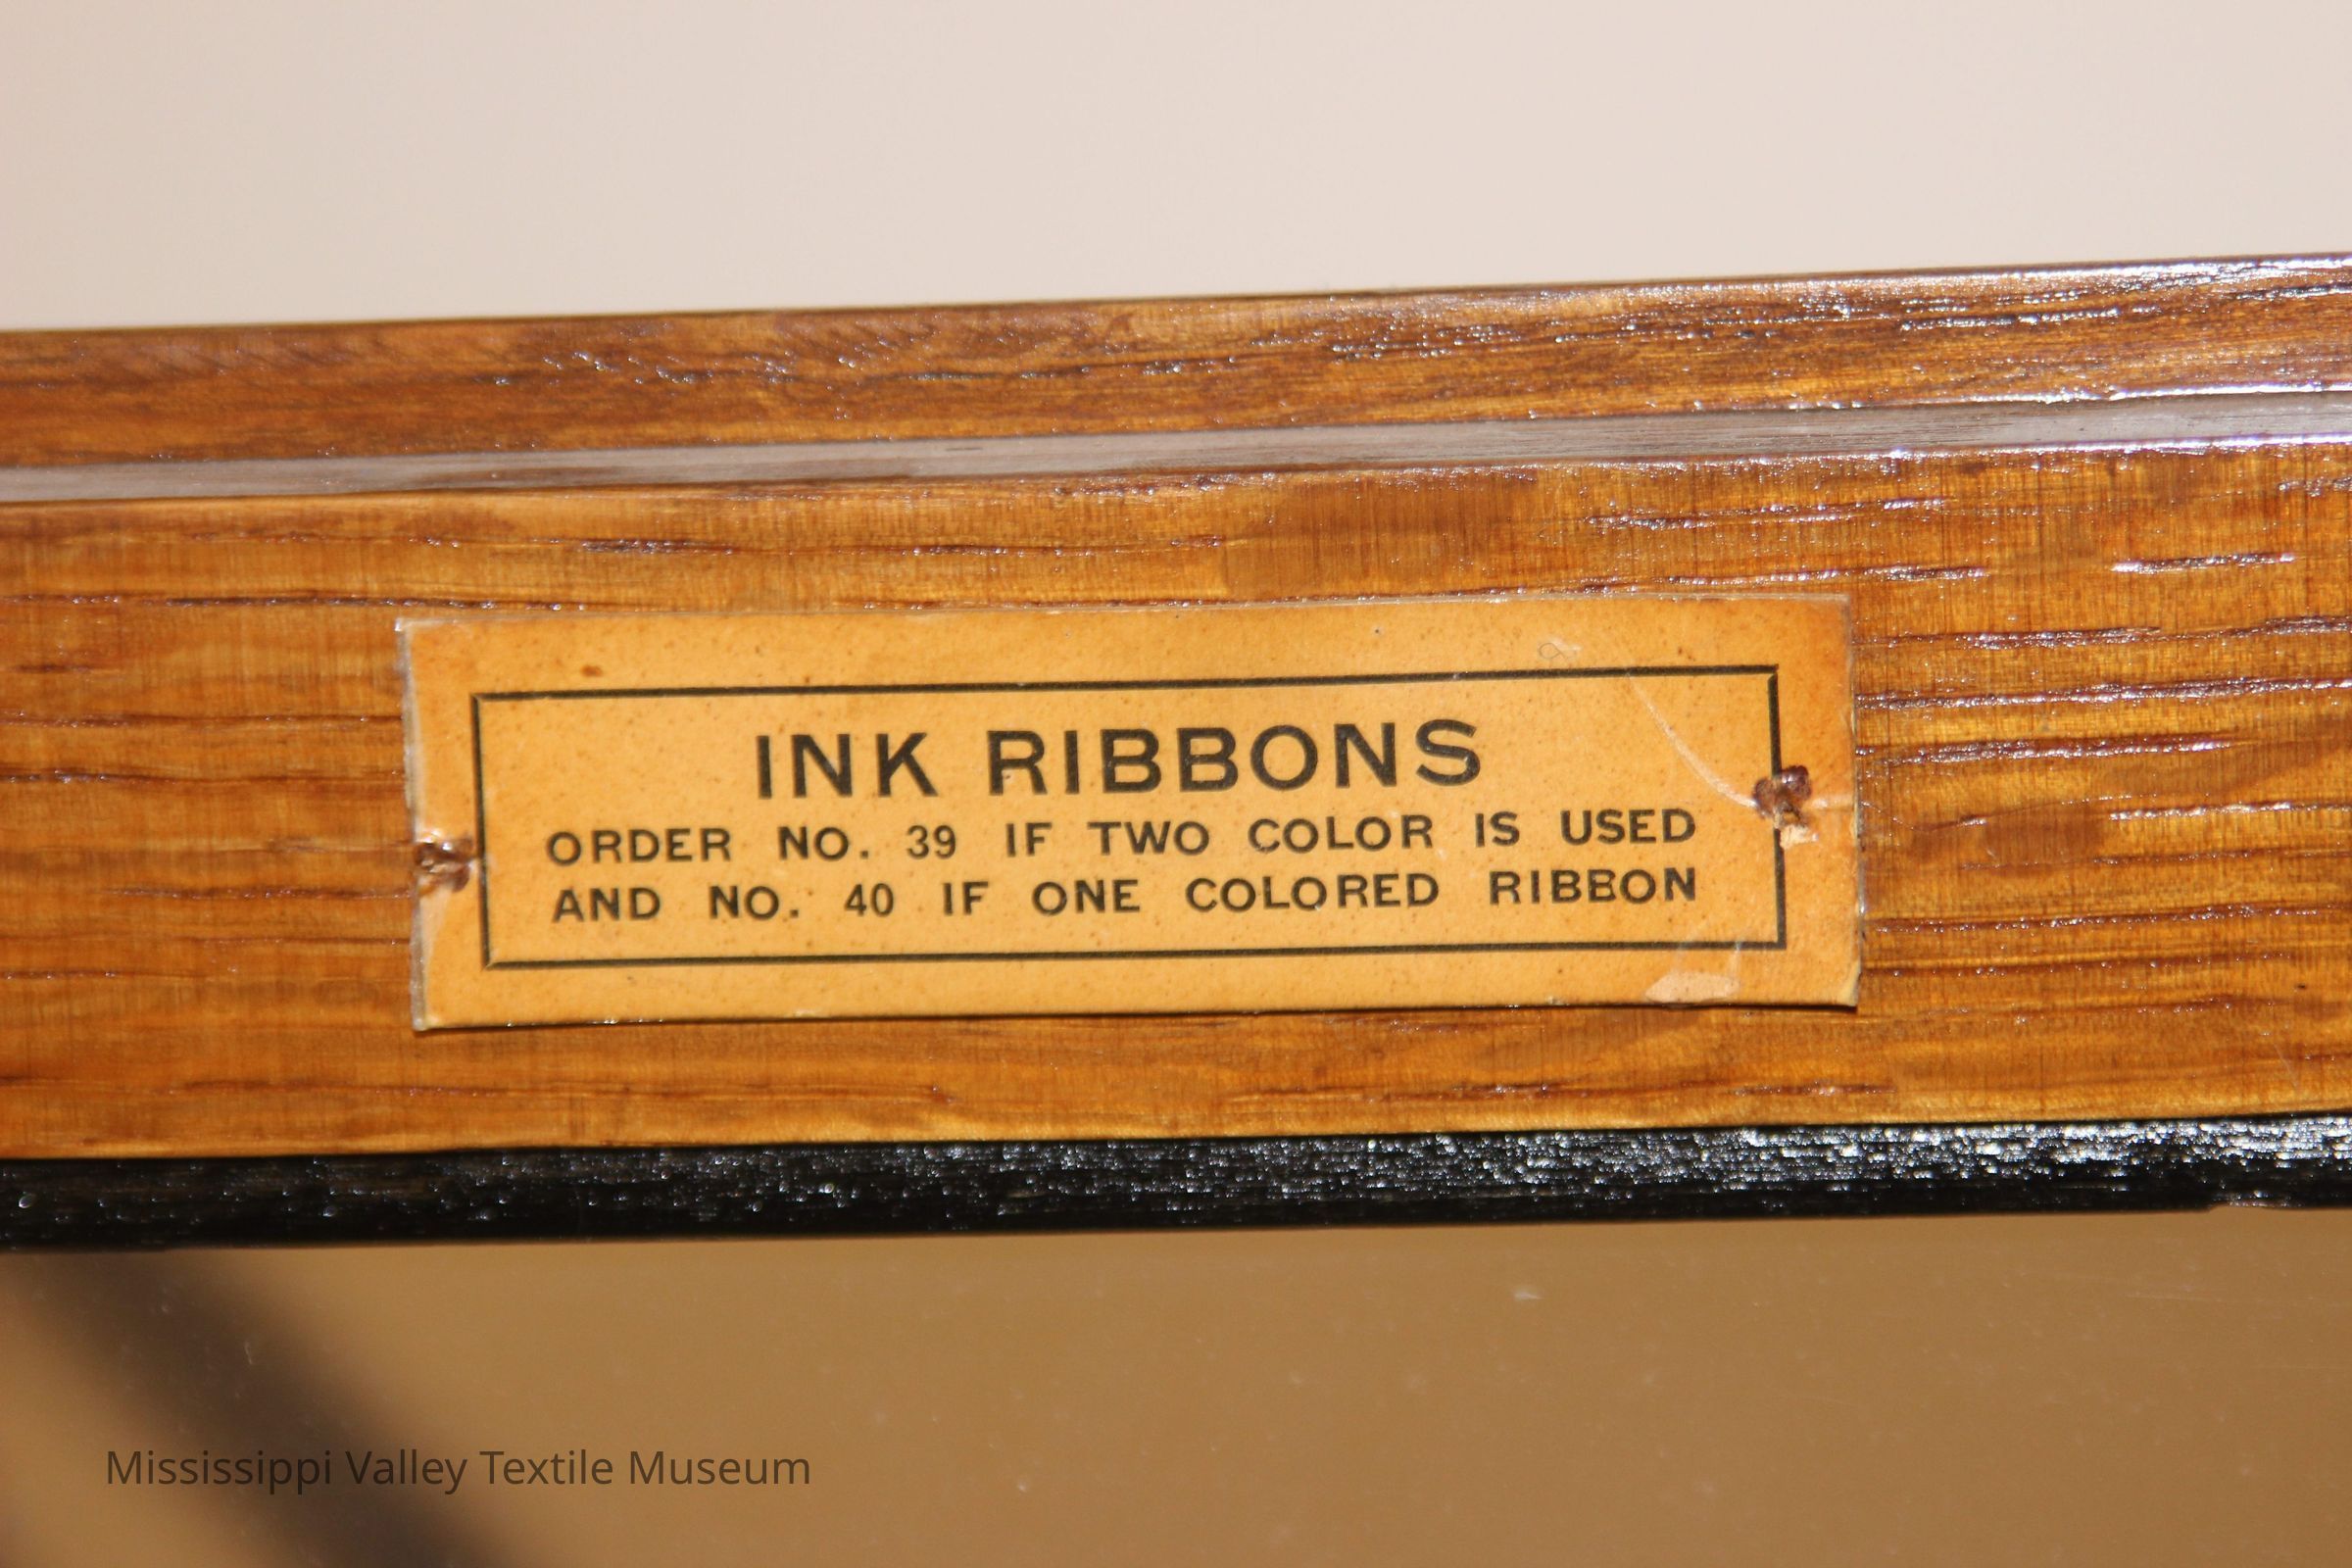 INK RIBBONS
ORDER NO. 39 IF TWO COLOR IS USED
AND NO. 40 IF ONE COLORED RIBBON
Mississippi Valley Textile Museum